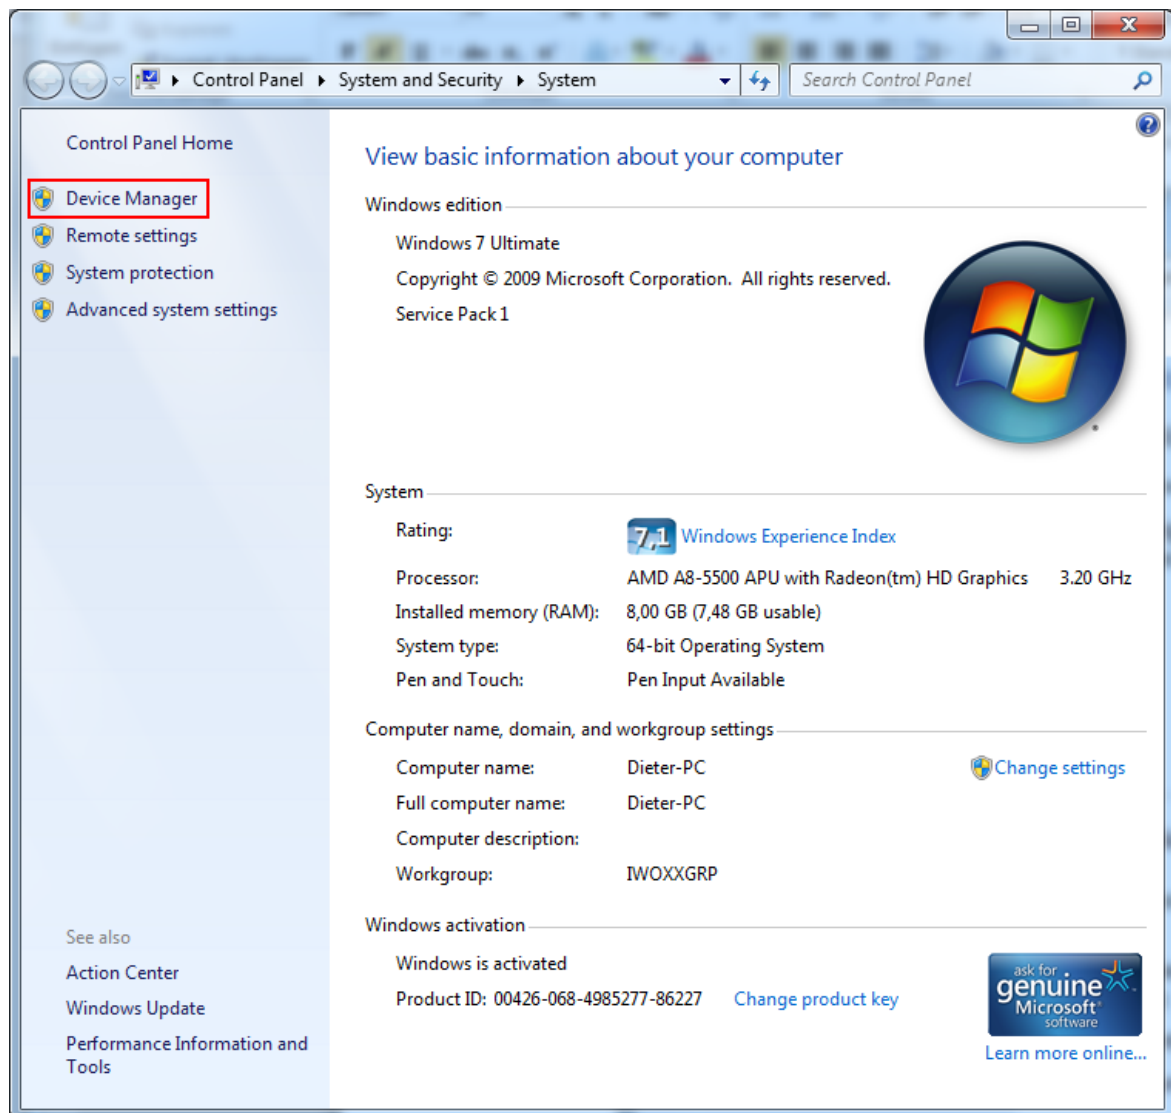 Control Panel ▸ System and Security ▸ System
Search Control Panel
Control Panel Home
Device Manager
Remote settings
System protection
Advanced system settings
See also
Action Center
Windows Update
Performance Information and
Tools
View basic information about your computer
Windows edition
Windows 7 Ultimate
Copyright © 2009 Microsoft Corporation.  All rights reserved.
Service Pack 1
System
Rating: 7,1 Windows Experience Index
Processor: AMD A8-5500 APU with Radeon(tm) HD Graphics 3.20 GHz
Installed memory (RAM): 8,00 GB (7,48 GB usable)
System type: 64-bit Operating System
Pen and Touch: Pen Input Available
Computer name, domain, and workgroup settings
Computer name: Dieter-PC Change settings
Full computer name: Dieter-PC
Computer description:
Workgroup: IWOXXGRP
Windows activation
Windows is activated
Product ID: 00426-068-4985277-86227 Change product key
ask for
genuine
Microsoft
software
Learn more online...